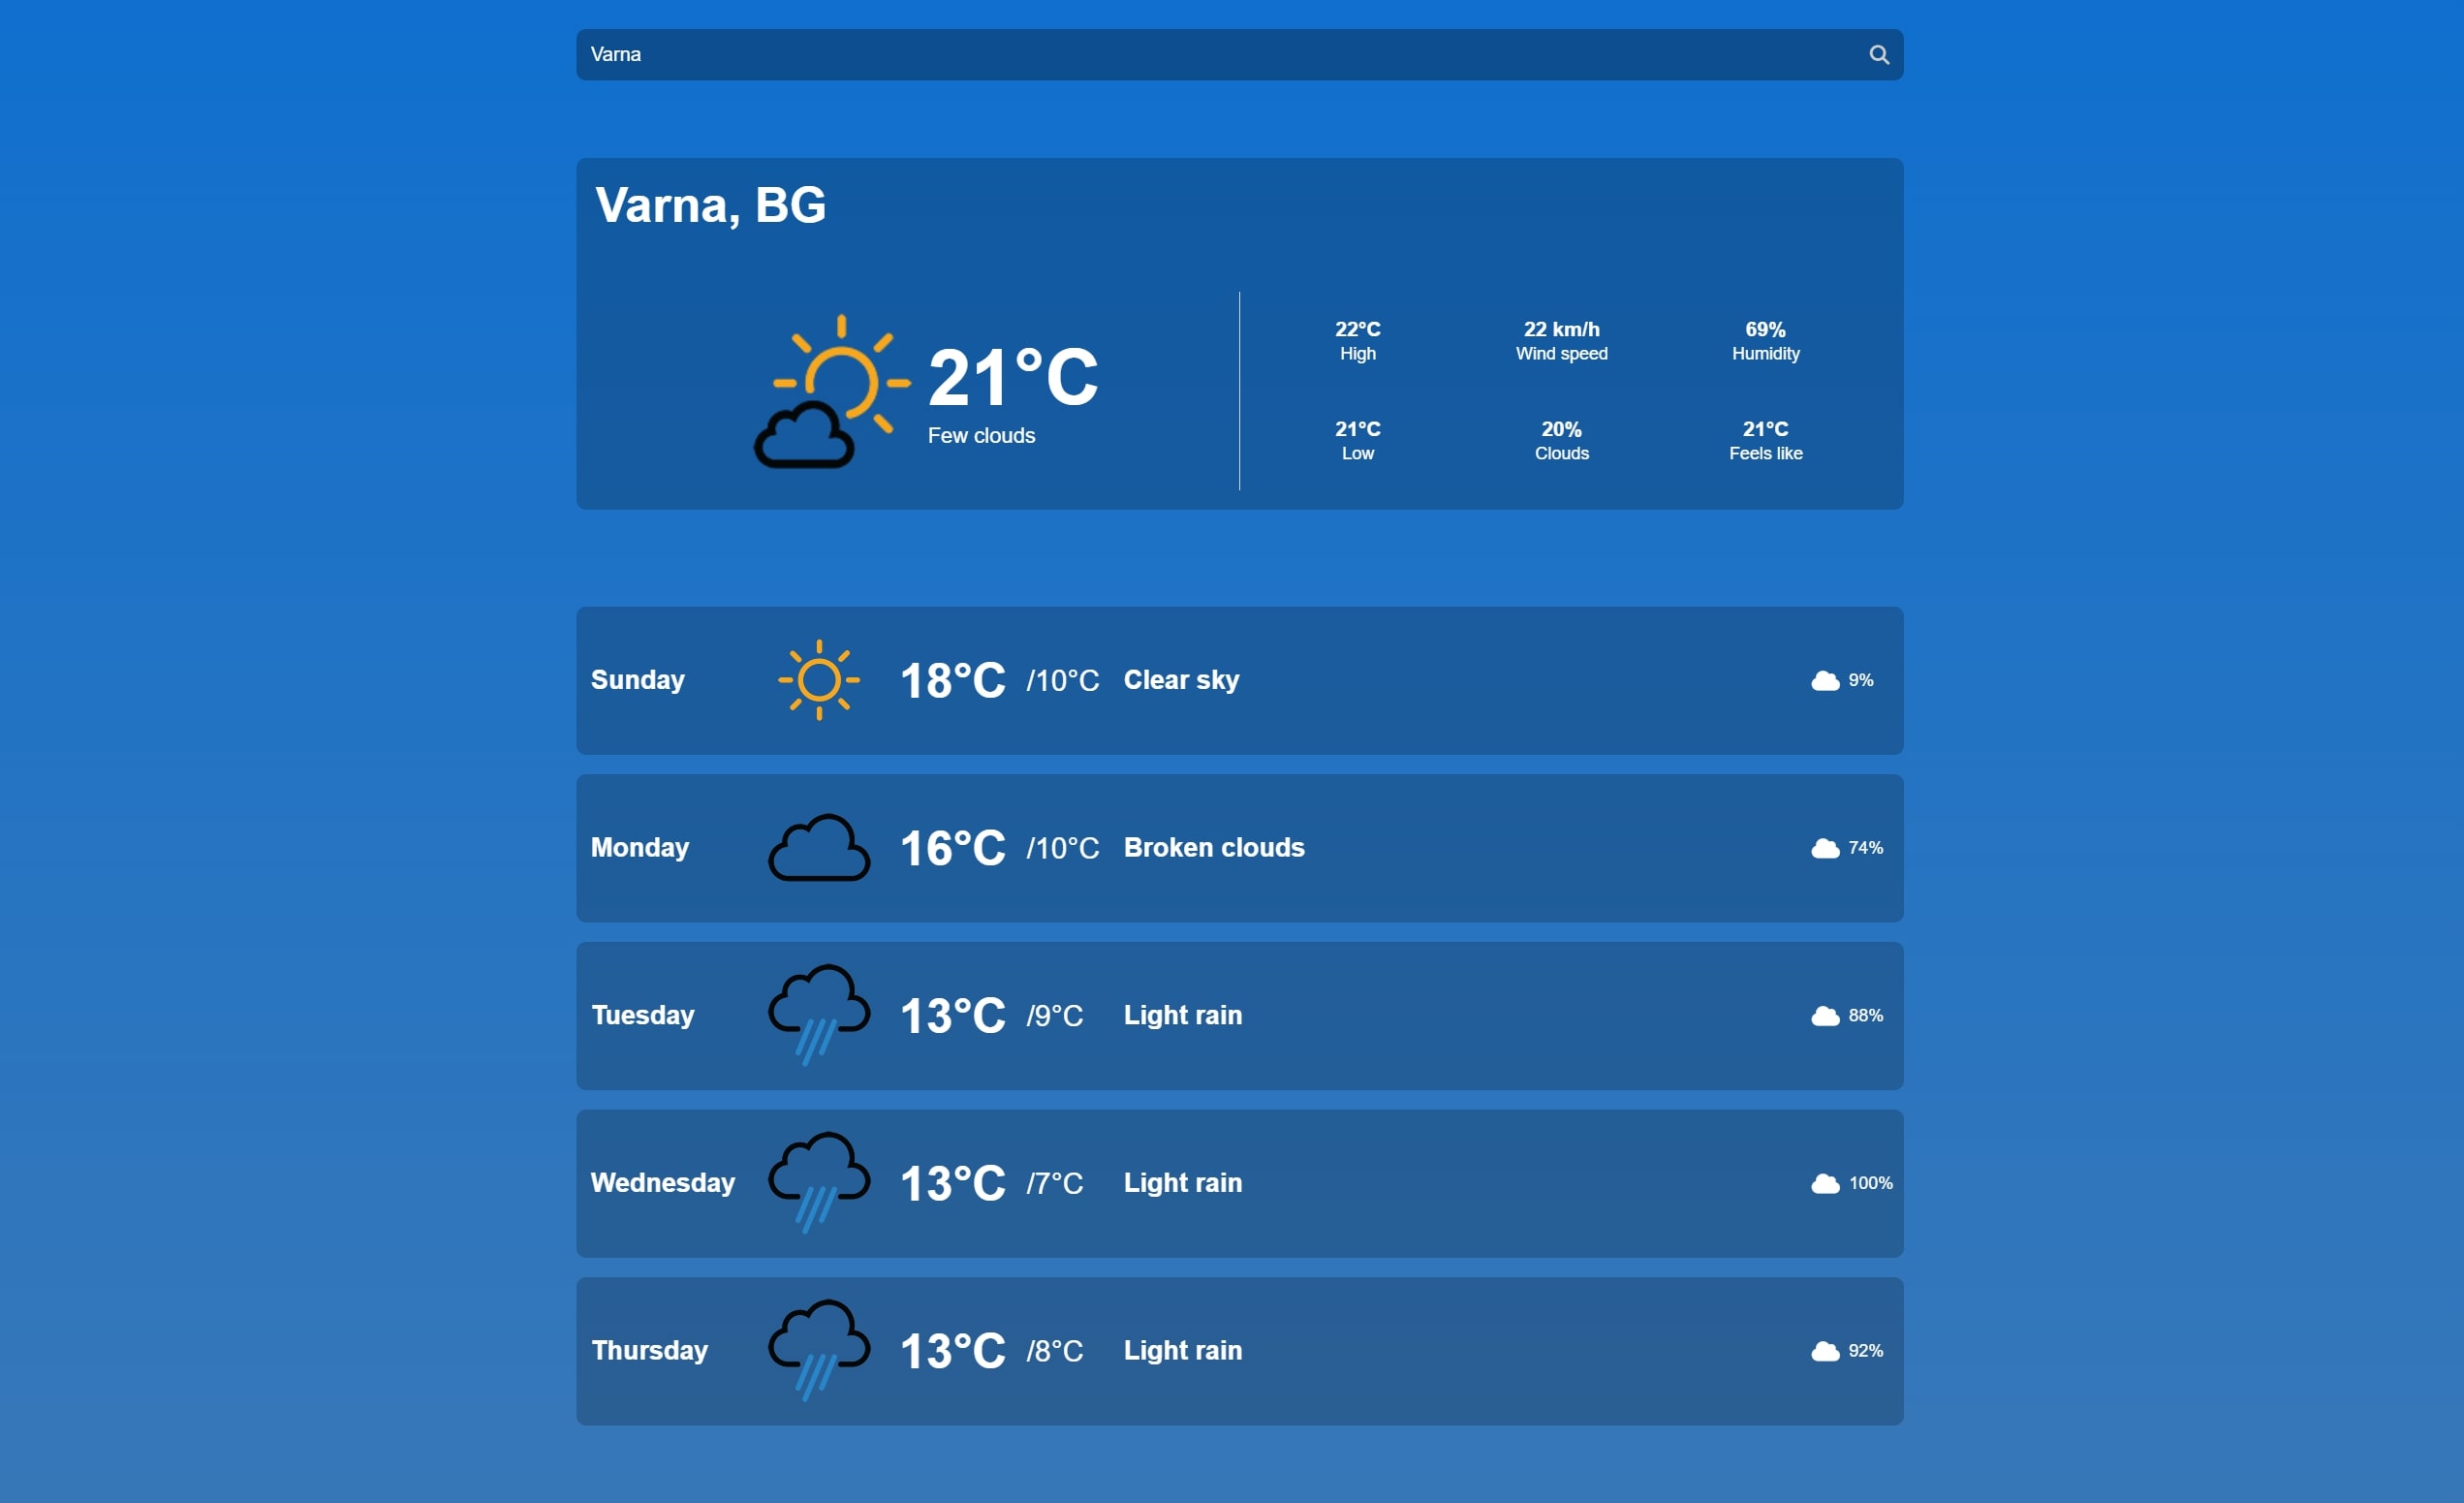 Varna
Varna, BG
21°C
Few clouds
22°C
High
22 km/h
Wind speed
69%
Humidity
21°C
Low
20%
Clouds
21°C
Feels like
Sunday 18°C /10°C Clear sky 9%
Monday 16°C /10°C Broken clouds 74%
Tuesday 13°C /9°C Light rain 88%
Wednesday 13°C /7°C Light rain 100%
Thursday 13°C /8°C Light rain 92%